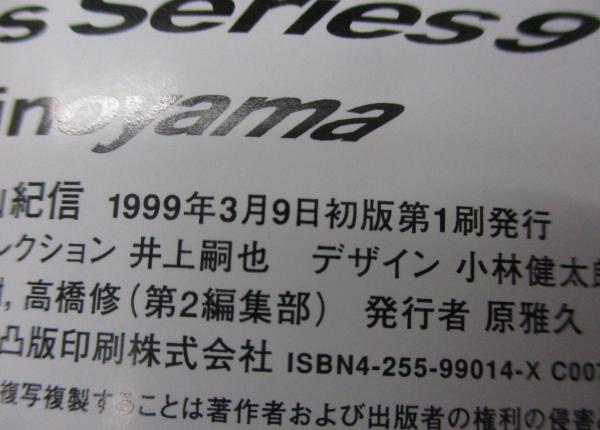 s Series 9
inoyama
山紀信 1999年3月9日初版第1刷発行
レクション 井上嗣也 デザイン 小林健太郎
高橋修(第2編集部) 発行者 原雅久
凸版印刷株式会社 ISBN4-255-99014-X C007
複写複製することは著作者および出版者の権利の侵害